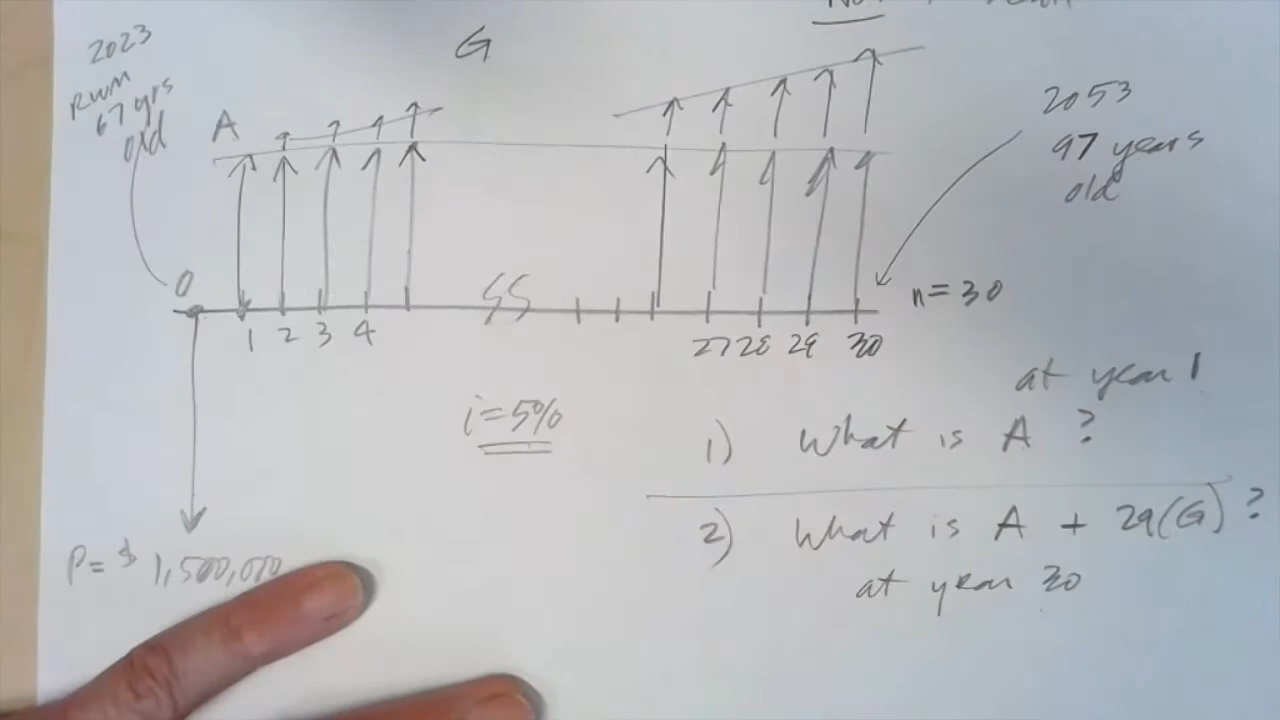 2023
RWM
67 yrs
old
G
A
2053
97 years
old
0
n=30
1 2 3 4
27 28 29 30
i=5%
at year 1
1) What is A ?
2) What is A + 29(G) ?
at year 30
P= $ 1,500,000